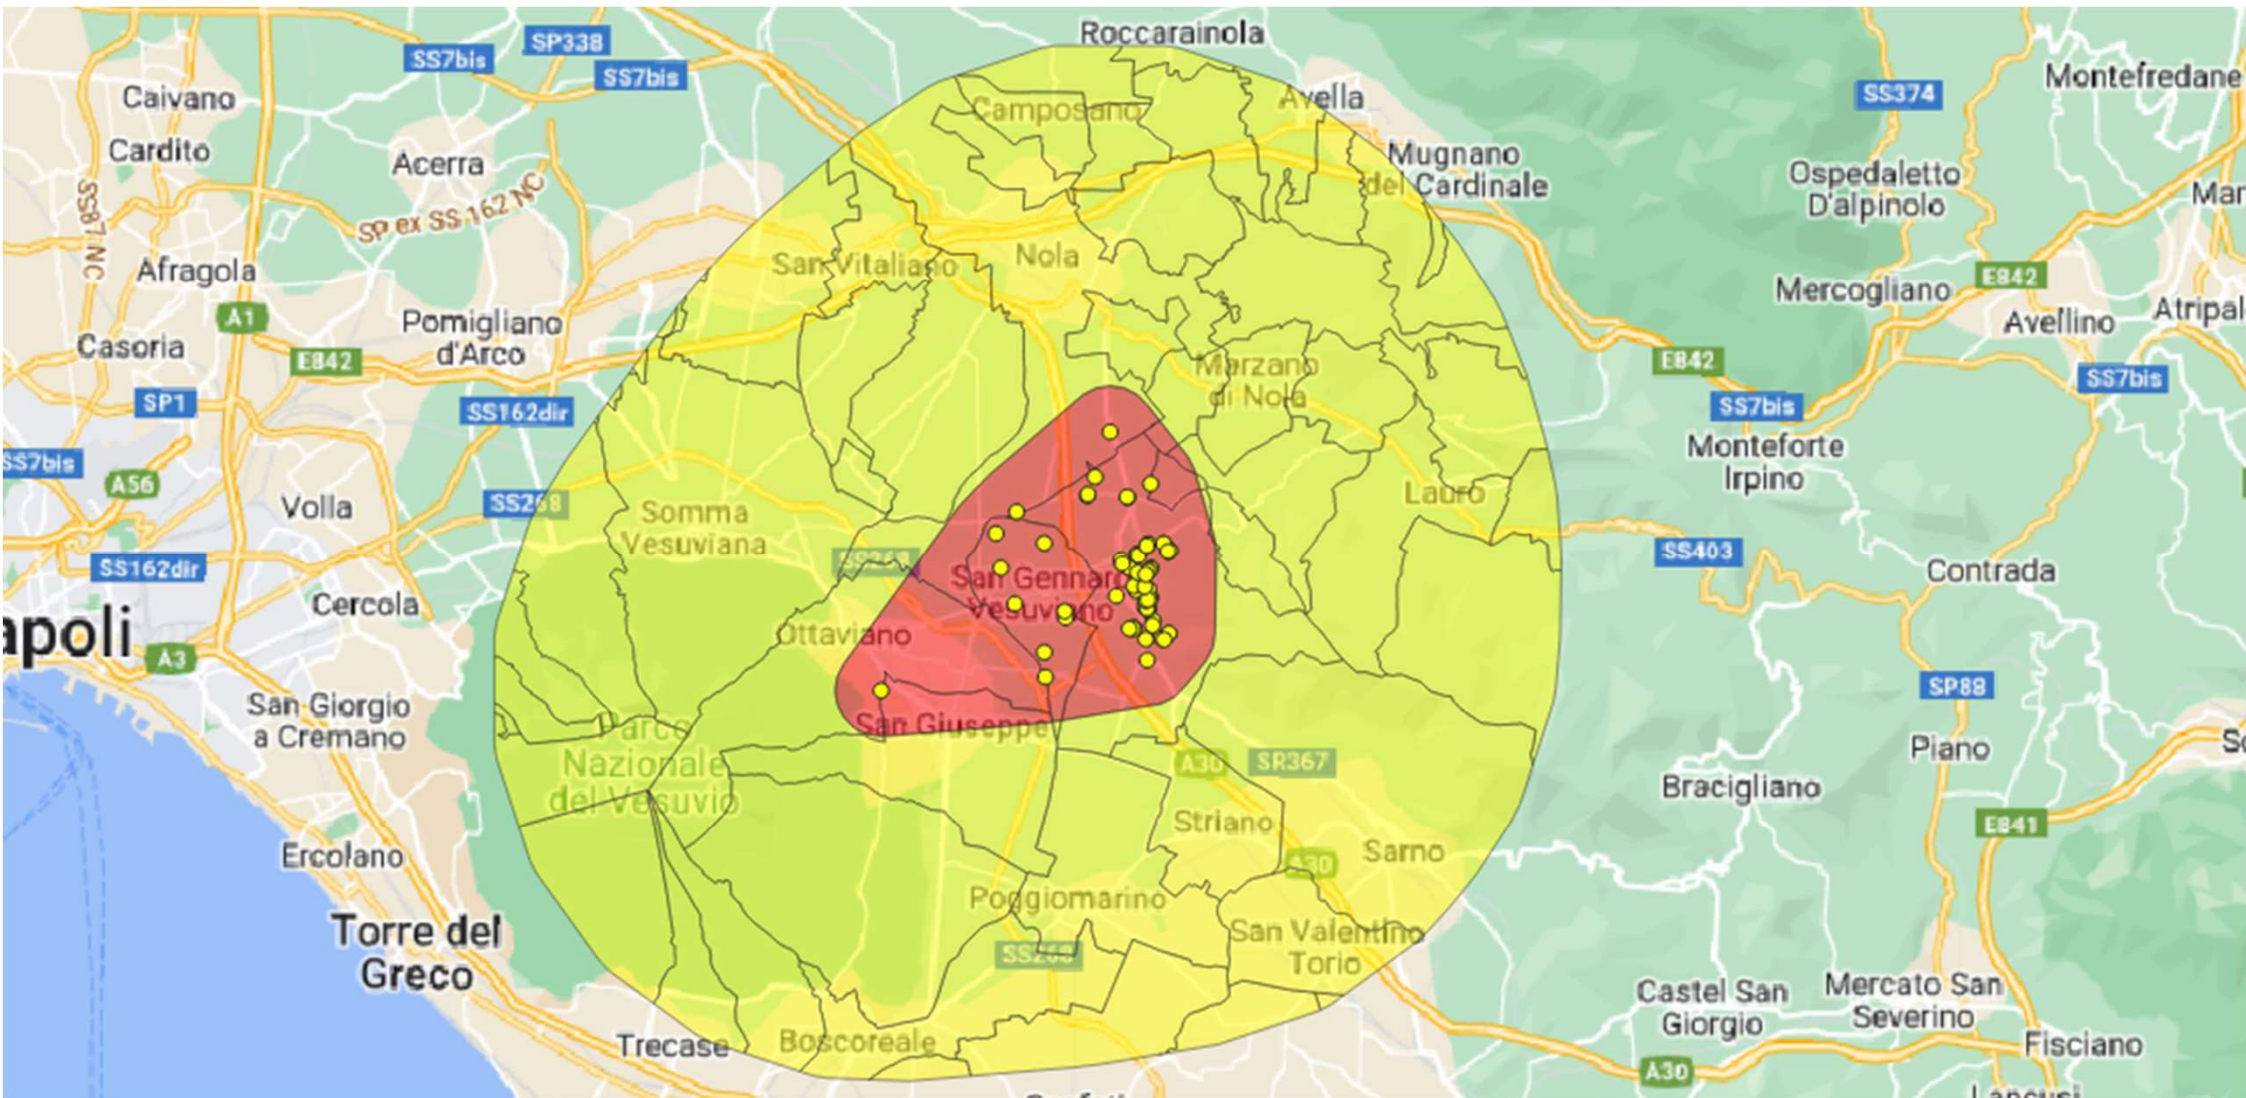 Roccarainola
SP338
SS7bis
SS7bis
Montefredane
Caivano
Camposano
Avella
SS374
Cardito
Acerra
Mugnano
del Cardinale
Ospedaletto
D'alpinolo
SS87 NC
SP ex SS 162 NC
Mar
Afragola
San Vitaliano
Nola
E842
Mercogliano
A1
Pomigliano
d'Arco
Avellino
Atripal
Casoria
E842
Marzano
di Nola
E842
SS7bis
SP1
SS162dir
SS7bis
Monteforte
Irpino
SS7bis
A56
SS268
Lauro
Volla
Somma
Vesuviana
SS268
SS403
SS162dir
San Gennaro
Vesuviano
Contrada
Cercola
apoli
Ottaviano
A3
SP88
San Giorgio
a Cremano
San Giuseppe
Parco
Nazionale
del Vesuvio
A30
SR367
Piano
Bracigliano
Striano
E841
Ercolano
A30
Sarno
Poggiomarino
Torre del
Greco
San Valentino
Torio
SS268
Castel San
Giorgio
Mercato San
Severino
Trecase
Boscoreale
Fisciano
A30